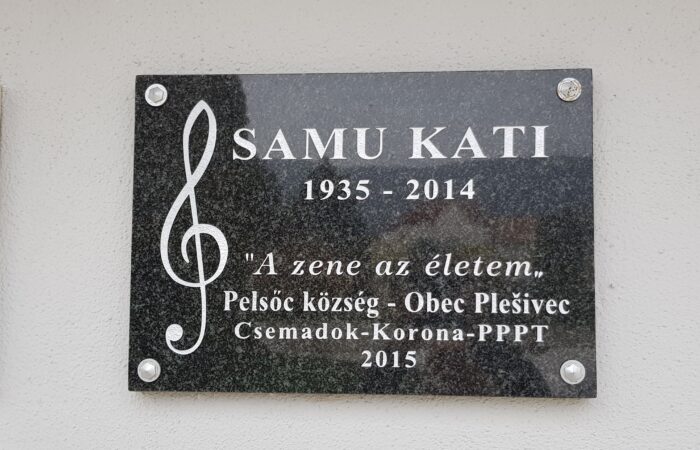 SAMU KATI
1935 - 2014
"A zene az életem„
Pelsőc község - Obec Plešivec
Csemadok-Korona-PPPT
2015